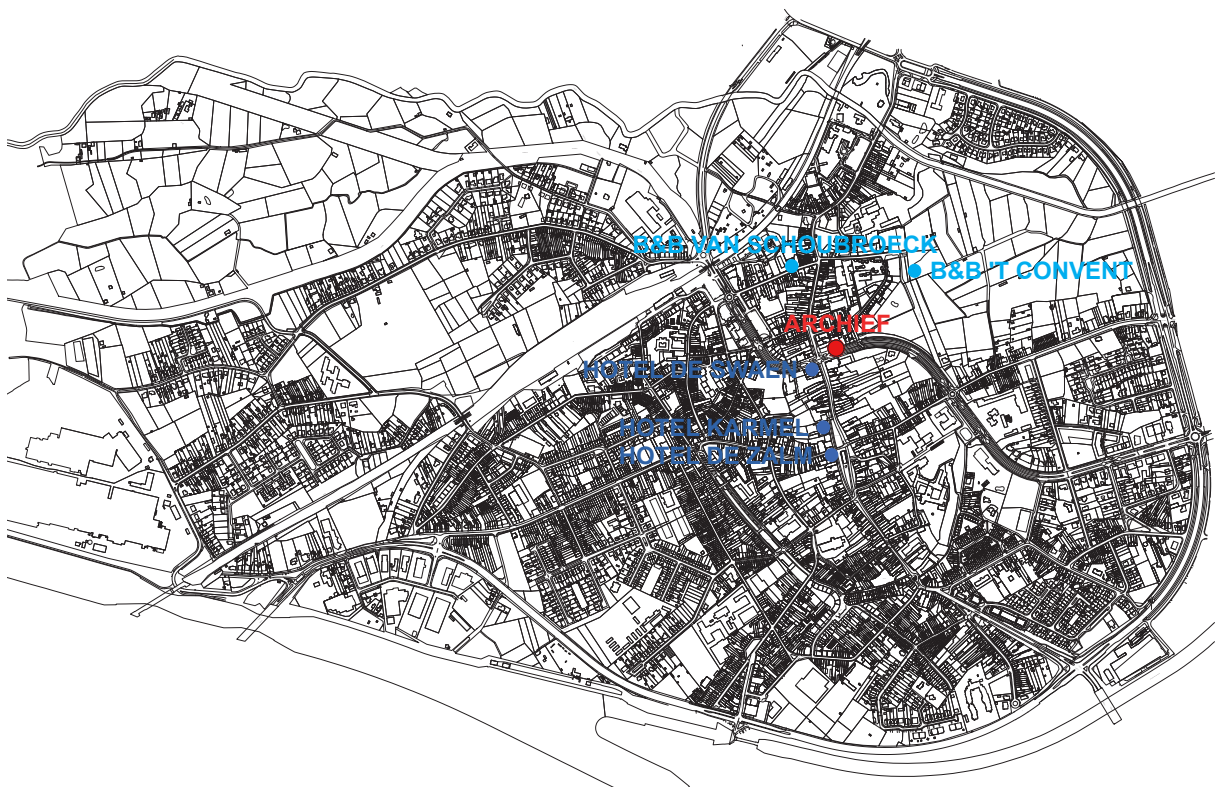 B&B VAN SCHOUBROECK
B&B 'T CONVENT
ARCHIEF
HOTEL DE SWAEN
HOTEL KARMEL
HOTEL DE ZALM